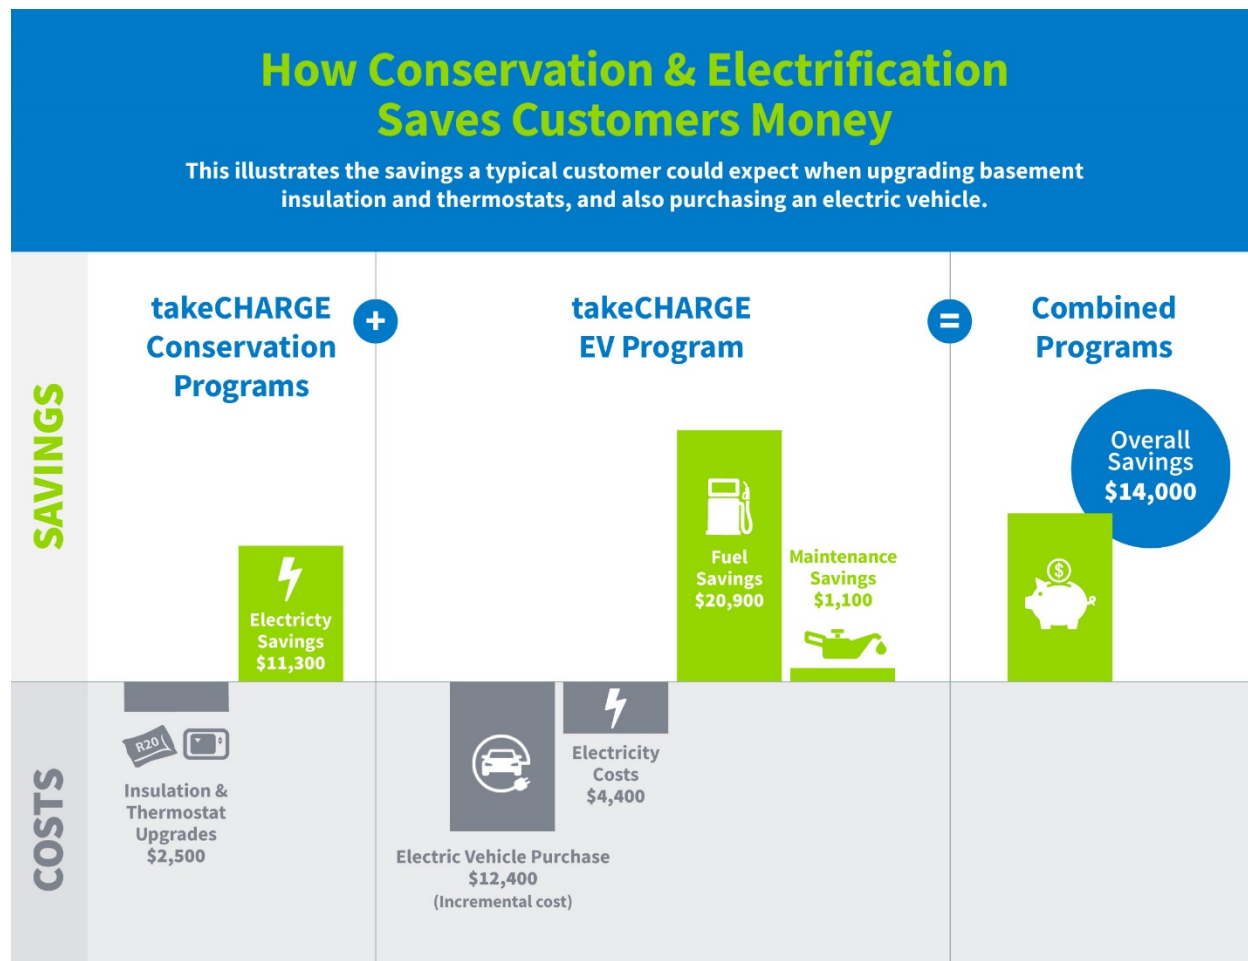 How Conservation & Electrification
Saves Customers Money
This illustrates the savings a typical customer could expect when upgrading basement
insulation and thermostats, and also purchasing an electric vehicle.
SAVINGS
takeCHARGE
Conservation
Programs
+
takeCHARGE
EV Program
=
Combined
Programs
Overall
Savings
$14,000
Electricty
Savings
$11,300
Fuel
Savings
$20,900
Maintenance
Savings
$1,100
$
COSTS
R20
Insulation &
Thermostat
Upgrades
$2,500
Electric Vehicle Purchase
$12,400
(Incremental cost)
Electricity
Costs
$4,400